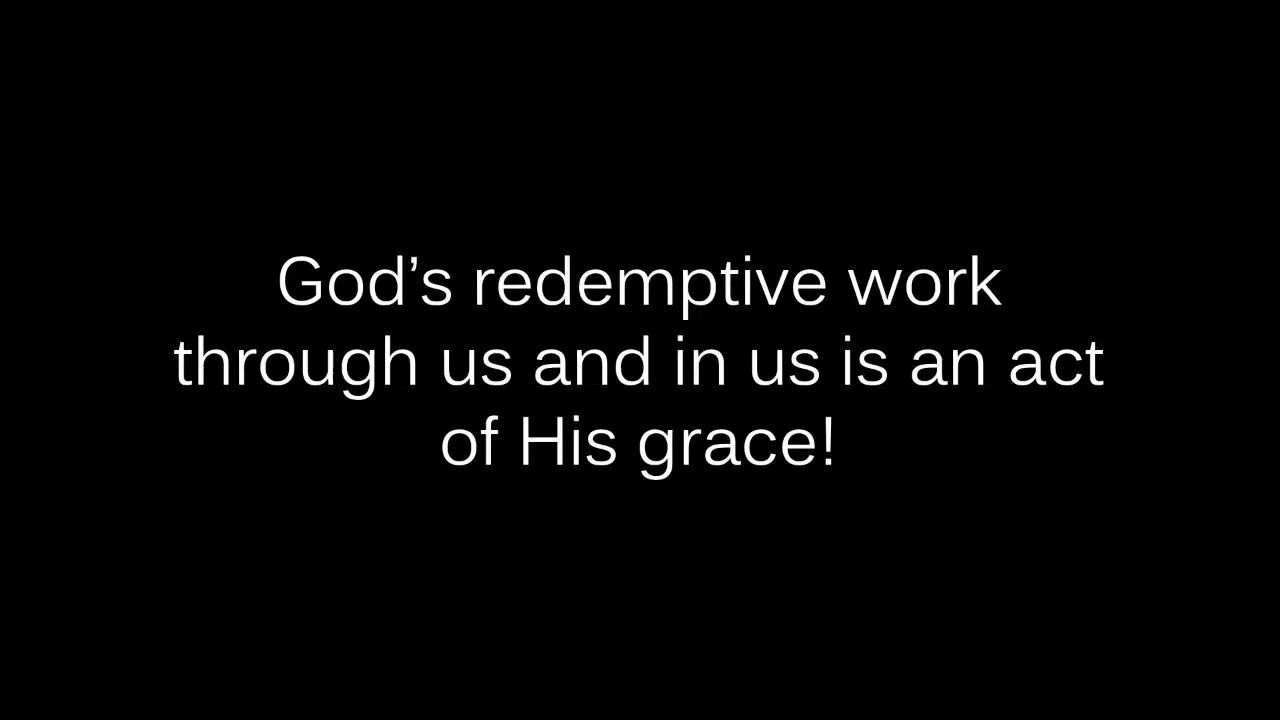 God’s redemptive work
through us and in us is an act
of His grace!